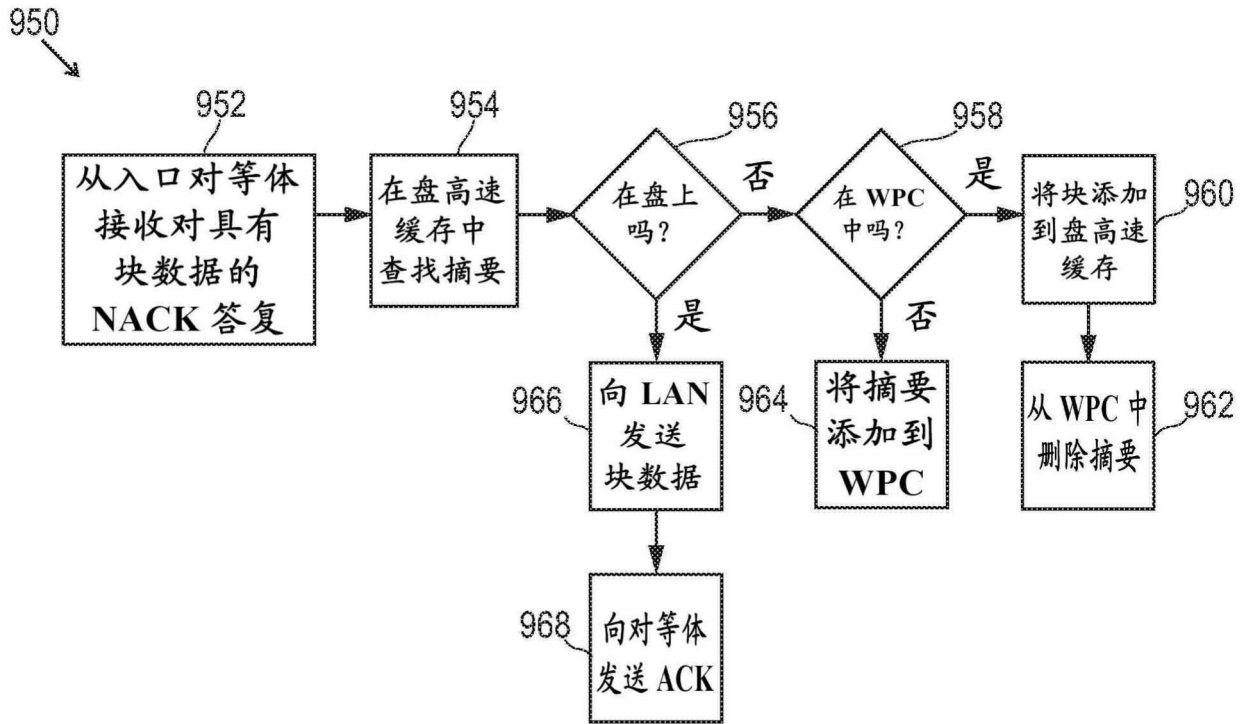 950
952
从入口对等体
接收对具有
块数据的
NACK 答复
954
在盘高速
缓存中
查找摘要
956
在盘上
吗?
否
958
在 WPC
中吗?
是
960
将块添加
到盘高速
缓存
是
否
966
向 LAN
发送
块数据
964
将摘要
添加到
WPC
962
从 WPC 中
删除摘要
968
向对等体
发送 ACK